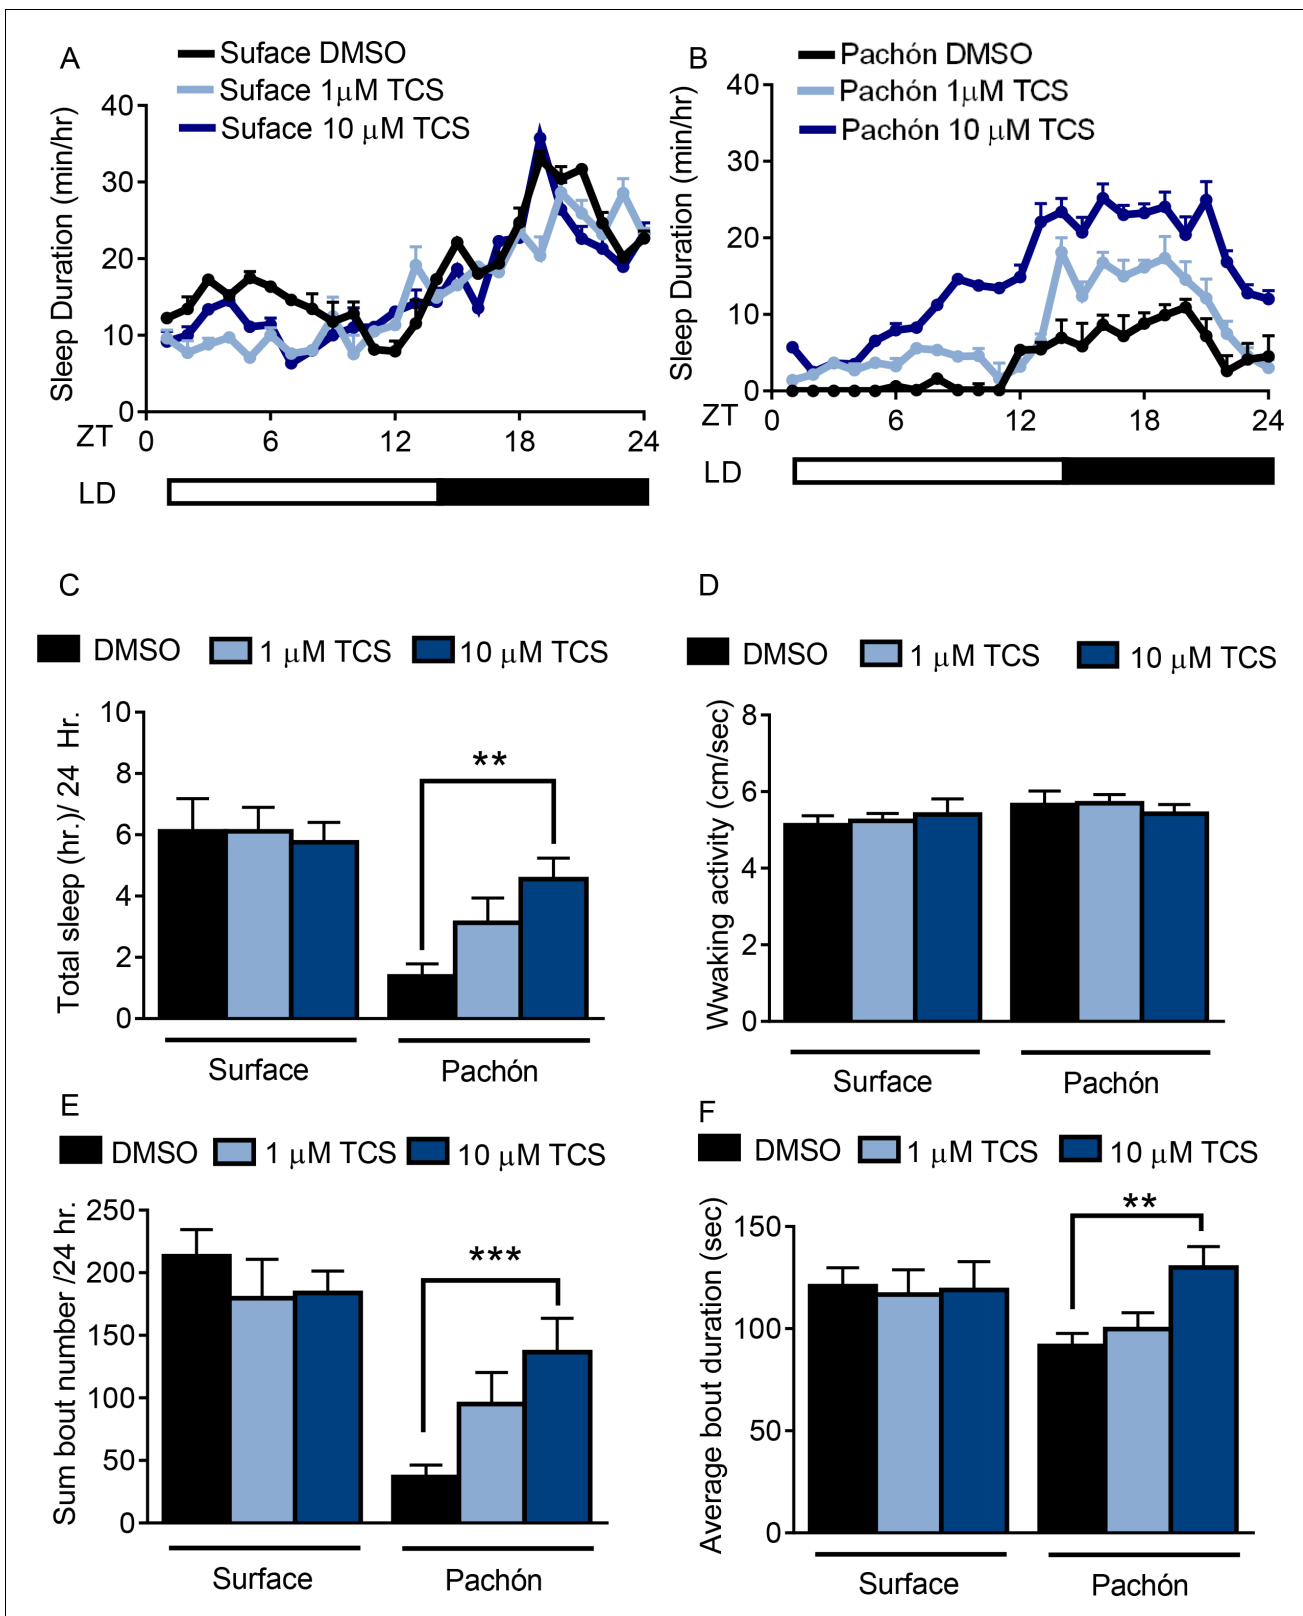 A
Suface DMSO
Suface 1μM TCS
Suface 10 μM TCS
Sleep Duration (min/hr)
40
30
20
10
0
ZT
0 6 12 18 24
LD
B
Pachón DMSO
Pachón 1μM TCS
Pachón 10 μM TCS
Sleep Duration (min/hr)
40
30
20
10
0
ZT
0 6 12 18 24
LD
C
DMSO 1 μM TCS 10 μM TCS
Total sleep (hr.)/ 24 Hr.
10
8
6
4
2
0
**
Surface Pachón
D
DMSO 1 μM TCS 10 μM TCS
Wwaking activity (cm/sec)
8
6
4
2
0
Surface Pachón
E
DMSO 1 μM TCS 10 μM TCS
Sum bout number /24 hr.
250
200
150
100
50
0
***
Surface Pachón
F
DMSO 1 μM TCS 10 μM TCS
Average bout duration (sec)
150
100
50
0
**
Surface Pachón